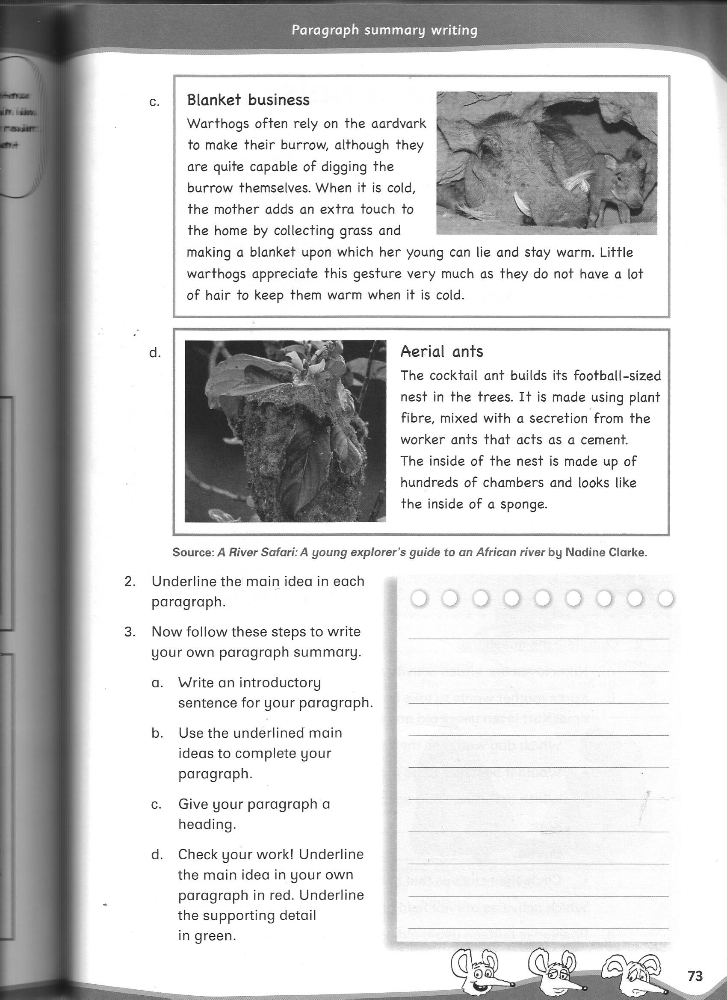 Paragraph summary writing
c.
Blanket business
Warthogs often rely on the aardvark
to make their burrow, although they
are quite capable of digging the
burrow themselves. When it is cold,
the mother adds an extra touch to
the home by collecting grass and
making a blanket upon which her young can lie and stay warm. Little
warthogs appreciate this gesture very much as they do not have a lot
of hair to keep them warm when it is cold.
d.
Aerial ants
The cocktail ant builds its football-sized
nest in the trees. It is made using plant
fibre, mixed with a secretion from the
worker ants that acts as a cement.
The inside of the nest is made up of
hundreds of chambers and looks like
the inside of a sponge.
Source: A River Safari: A young explorer's guide to an African river by Nadine Clarke.
2. Underline the main idea in each
paragraph.
3. Now follow these steps to write
your own paragraph summary.
a. Write an introductory
sentence for your paragraph.
b. Use the underlined main
ideas to complete your
paragraph.
c. Give your paragraph a
heading.
d. Check your work! Underline
the main idea in your own
paragraph in red. Underline
the supporting detail
in green.
73